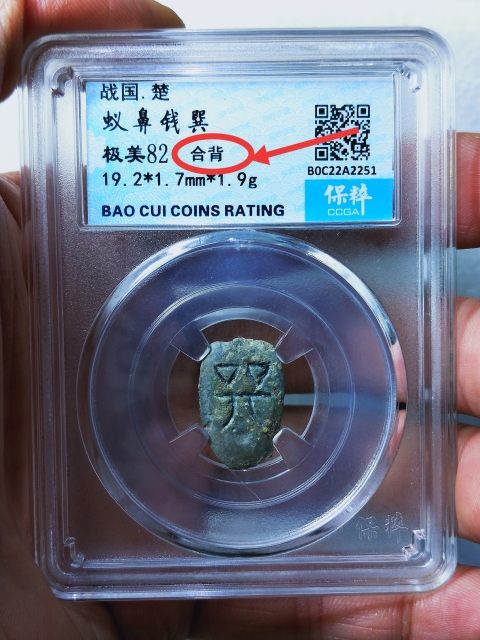 战国.楚
蚁鼻钱巽
极美82 合背
19.2*1.7mm*1.9g
BAO CUI COINS RATING
B0C22A2251
保粹
CCGA
保粹